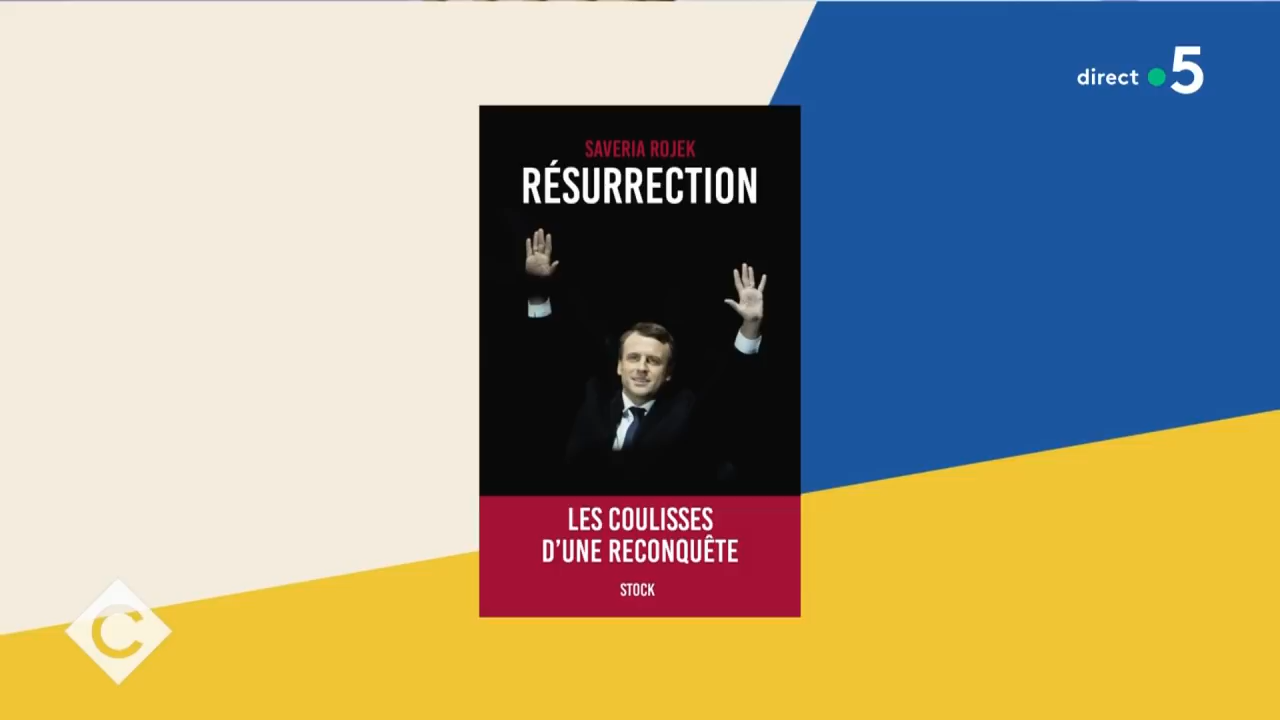 direct 5
SAVERIA ROJEK
RÉSURRECTION
LES COULISSES
D'UNE RECONQUÊTE
STOCK
C